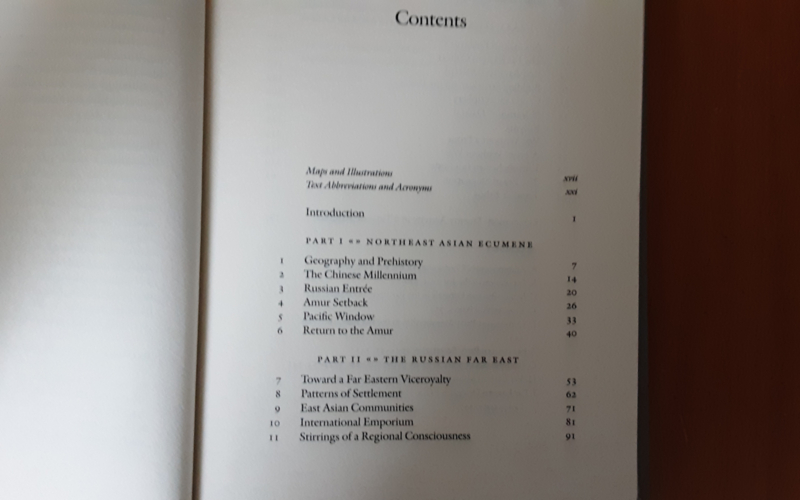 Contents
Maps and Illustrations xvii
Text Abbreviations and Acronyms xxi
Introduction 1
PART I «» NORTHEAST ASIAN ECUMENE
1 Geography and Prehistory 7
2 The Chinese Millennium 14
3 Russian Entrée 20
4 Amur Setback 26
5 Pacific Window 33
6 Return to the Amur 40
PART II «» THE RUSSIAN FAR EAST
7 Toward a Far Eastern Viceroyalty 53
8 Patterns of Settlement 62
9 East Asian Communities 71
10 International Emporium 81
11 Stirrings of a Regional Consciousness 91